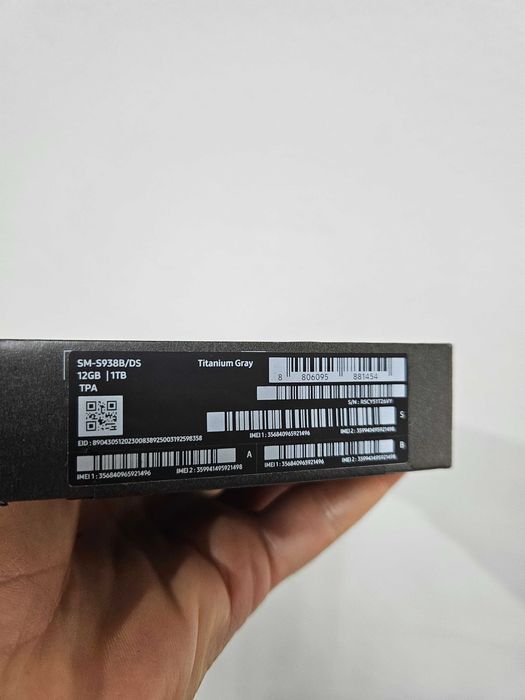 SM-S938B/DS
12GB | 1TB
TPA
Titanium Gray
8 806095 881454
S/N : R5CY51TZ6VY
S
IMEI 1 : 356840965921496 IMEI 2 : 359941495921498
EID : 89043051202300838925003192598358
A
IMEI 1 : 356840965921496 IMEI 2 : 359941495921498
B
IMEI 1 : 356840965921496 IMEI 2 : 359941495921498